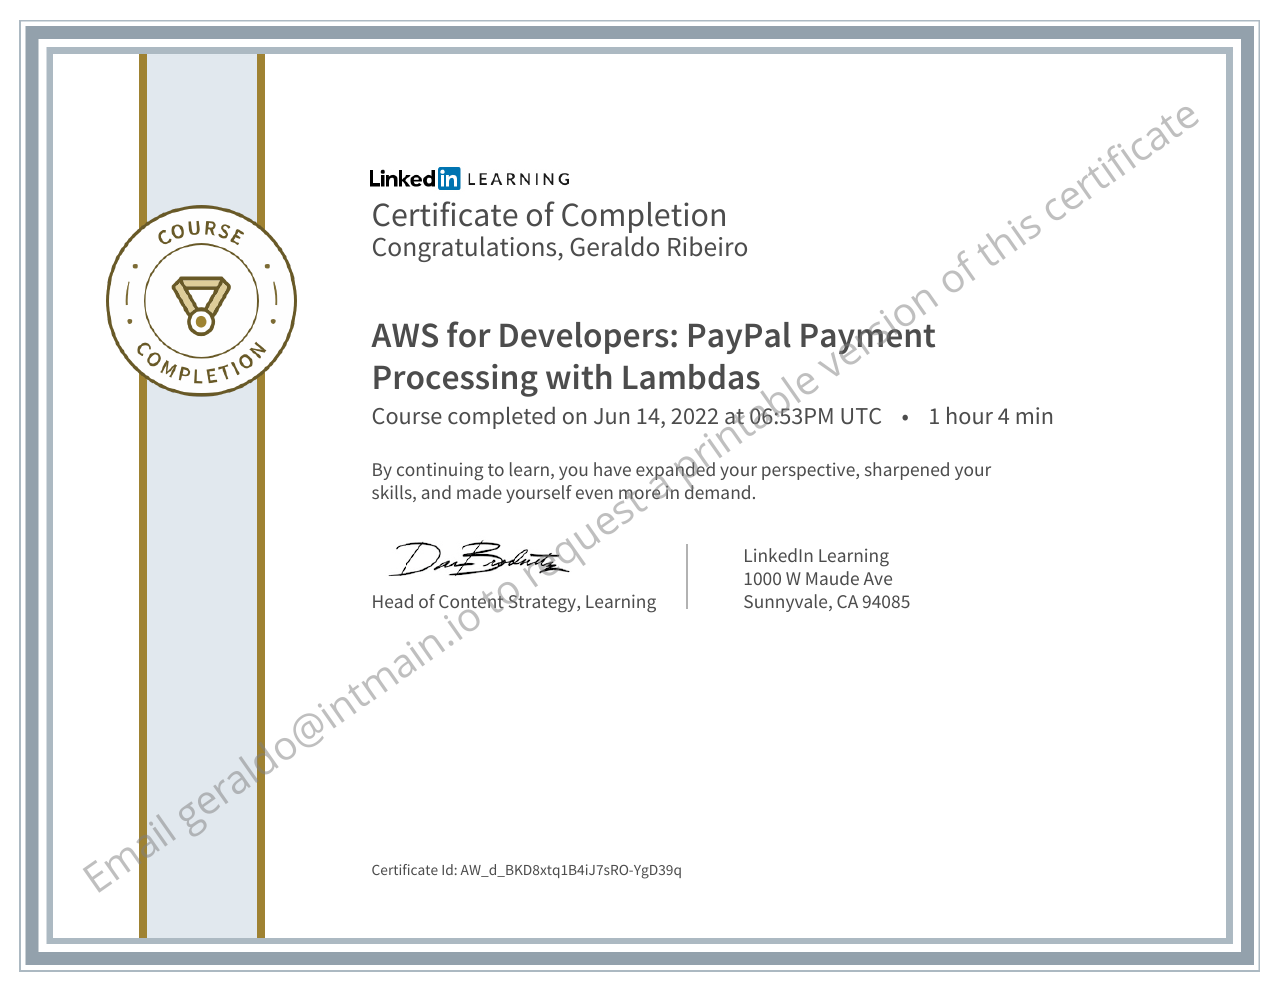 LinkedIn LEARNING
Certificate of Completion
Congratulations, Geraldo Ribeiro
COURSE
COMPLETION
AWS for Developers: PayPal Payment
Processing with Lambdas
Course completed on Jun 14, 2022 at 06:53PM UTC • 1 hour 4 min
By continuing to learn, you have expanded your perspective, sharpened your
skills, and made yourself even more in demand.
Head of Content Strategy, Learning
LinkedIn Learning
1000 W Maude Ave
Sunnyvale, CA 94085
Certificate Id: AW_d_BKD8xtq1B4iJ7sRO-YgD39q
Email geraldo@intmain.io to request a printable version of this certificate